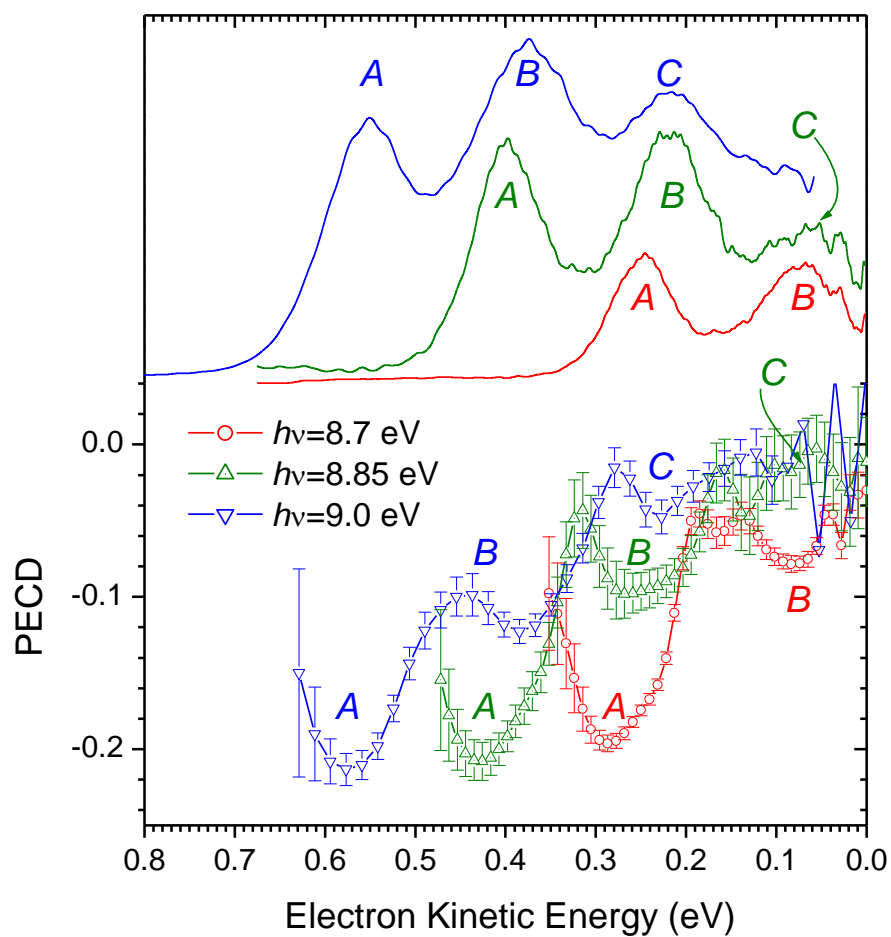 A
B
C
C
A
B
A
B
C
0.0
hν=8.7 eV
hν=8.85 eV
hν=9.0 eV
C
B
B
B
-0.1
A
A
A
-0.2
PECD
0.8 0.7 0.6 0.5 0.4 0.3 0.2 0.1 0.0
Electron Kinetic Energy (eV)